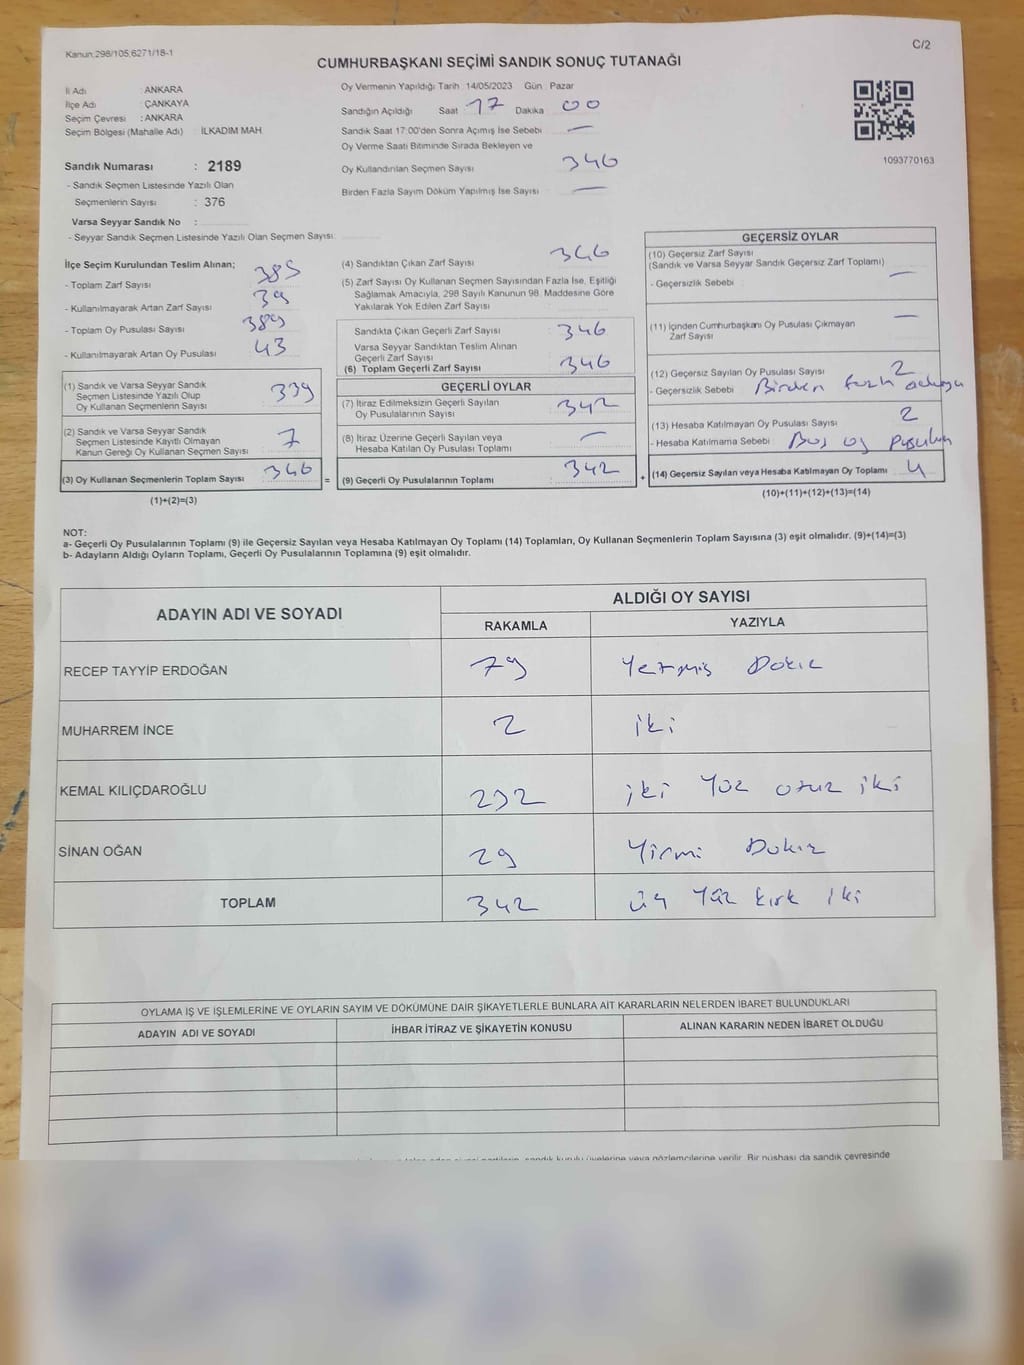 Kanun:298/105,6271/18-1
C/2
CUMHURBAŞKANI SEÇİMİ SANDIK SONUÇ TUTANAĞI
İl Adı : ANKARA
İlçe Adı : ÇANKAYA
Seçim Çevresi : ANKARA
Seçim Bölgesi (Mahalle Adı) İLKADIM MAH.
Sandık Numarası : 2189
- Sandık Seçmen Listesinde Yazılı Olan
Seçmenlerin Sayısı : 376
Varsa Seyyar Sandık No :
- Seyyar Sandık Seçmen Listesinde Yazılı Olan Seçmen Sayısı:
Oy Vermenin Yapıldığı Tarih :14/05/2023 Gün : Pazar
Sandığın Açıldığı Saat 17 Dakika 00
Sandık Saat 17:00'den Sonra Açımış İse Sebebi —
Oy Verme Saati Bitiminde Sırada Bekleyen ve
Oy Kullandırılan Seçmen Sayısı 346
Birden Fazla Sayım Döküm Yapılmış İse Sayısı —
1093770163
İlçe Seçim Kurulundan Teslim Alınan;
- Toplam Zarf Sayısı : 385
- Kullanılmayarak Artan Zarf Sayısı : 39
- Toplam Oy Pusulası Sayısı : 389
- Kullanılmayarak Artan Oy Pusulası : 43
(1) Sandık ve Varsa Seyyar Sandık
Seçmen Listesinde Yazılı Olup
Oy Kullanan Seçmenlerin Sayısı : 339
(2) Sandık ve Varsa Seyyar Sandık
Seçmen Listesinde Kayıtlı Olmayan
Kanun Gereği Oy Kullanan Seçmen Sayısı : 7
(3) Oy Kullanan Seçmenlerin Toplam Sayısı : 346
(1)+(2)=(3)
(4) Sandıktan Çıkan Zarf Sayısı : 346
(5) Zarf Sayısı Oy Kullanan Seçmen Sayısından Fazla İse, Eşitliği
Sağlamak Amacıyla, 298 Sayılı Kanunun 98. Maddesine Göre
Yakılarak Yok Edilen Zarf Sayısı :
Sandıkta Çıkan Geçerli Zarf Sayısı : 346
Varsa Seyyar Sandıktan Teslim Alınan
Geçerli Zarf Sayısı :
(6) Toplam Geçerli Zarf Sayısı : 346
GEÇERLİ OYLAR
(7) İtiraz Edilmeksizin Geçerli Sayılan
Oy Pusulalarının Sayısı : 342
(8) İtiraz Üzerine Geçerli Sayılan veya
Hesaba Katılan Oy Pusulası Toplamı : —
= (9) Geçerli Oy Pusulalarının Toplamı : 342
GEÇERSİZ OYLAR
(10) Geçersiz Zarf Sayısı
(Sandık ve Varsa Seyyar Sandık Geçersiz Zarf Toplamı) : —
- Geçersizlik Sebebi :
(11) İçinden Cumhurbaşkanı Oy Pusulası Çıkmayan
Zarf Sayısı : —
(12) Geçersiz Sayılan Oy Pusulası Sayısı : 2
- Geçersizlik Sebebi : Birden fazla
(13) Hesaba Katılmayan Oy Pusulası Sayısı : 2
- Hesaba Katılmama Sebebi : Boş oy pusulası
+ (14) Geçersiz Sayılan veya Hesaba Katılmayan Oy Toplamı : 4
(10)+(11)+(12)+(13)=(14)
NOT:
a- Geçerli Oy Pusulalarının Toplamı (9) ile Geçersiz Sayılan veya Hesaba Katılmayan Oy Toplamı (14) Toplamları, Oy Kullanan Seçmenlerin Toplam Sayısına (3) eşit olmalıdır. (9)+(14)=(3)
b- Adayların Aldığı Oyların Toplamı, Geçerli Oy Pusulalarının Toplamına (9) eşit olmalıdır.
ADAYIN ADI VE SOYADI ALDIĞI OY SAYISI
RAKAMLA YAZIYLA
RECEP TAYYİP ERDOĞAN 79 Yetmiş Dokuz
MUHARREM İNCE 2 iki
KEMAL KILIÇDAROĞLU 232 iki Yüz otuz iki
SİNAN OĞAN 29 Yirmi Dokuz
TOPLAM 342 üç Yüz kırk iki
OYLAMA İŞ VE İŞLEMLERİNE VE OYLARIN SAYIM VE DÖKÜMÜNE DAİR ŞİKAYETLERLE BUNLARA AİT KARARLARIN NELERDEN İBARET BULUNDUKLARI
ADAYIN ADI VE SOYADI İHBAR İTİRAZ VE ŞİKAYETİN KONUSU ALINAN KARARIN NEDEN İBARET OLDUĞU
sandık kurulu üyelerine veya gözlemcilerine verilir. Bir nüshası da sandık çevresinde